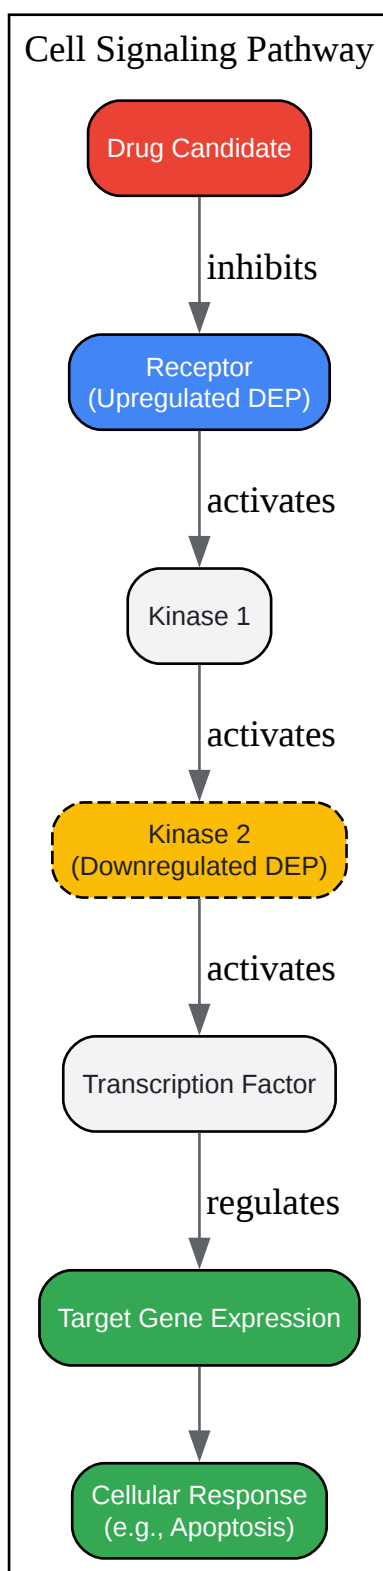 Cell Signaling Pathway
Drug Candidate
inhibits
Receptor
(Upregulated DEP)
activates
Kinase 1
activates
Kinase 2
(Downregulated DEP)
activates
Transcription Factor
regulates
Target Gene Expression
Cellular Response
(e.g., Apoptosis)